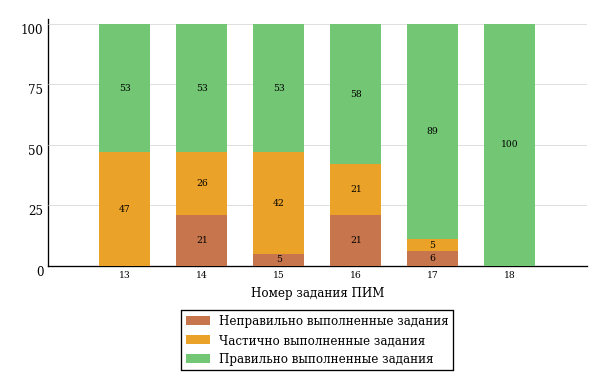 100
53 53 53 58 89 100
75
50
47 26 42 21 5
25
21 5 21 6
0
13 14 15 16 17 18
Номер задания ПИМ
Неправильно выполненные задания
Частично выполненные задания
Правильно выполненные задания